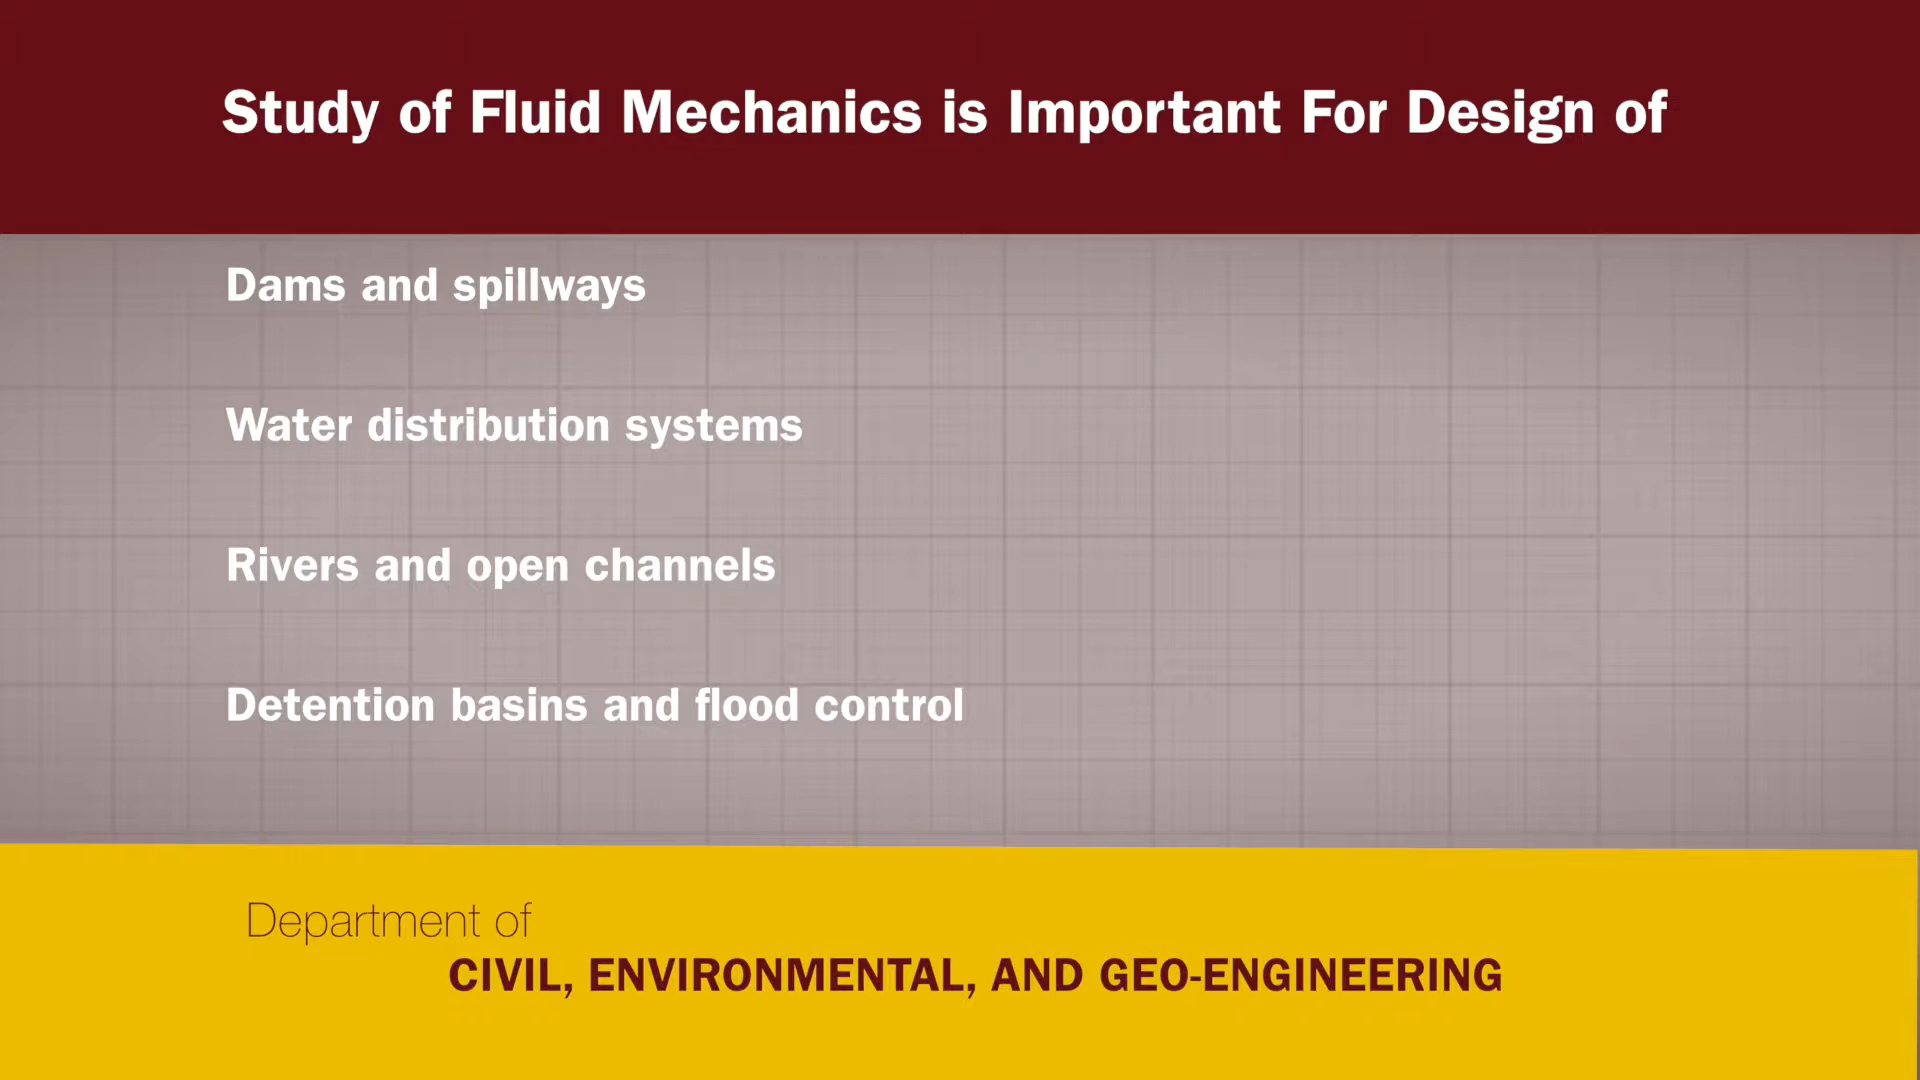 Study of Fluid Mechanics is Important For Design of
Dams and spillways
Water distribution systems
Rivers and open channels
Detention basins and flood control
Department of
CIVIL, ENVIRONMENTAL, AND GEO-ENGINEERING